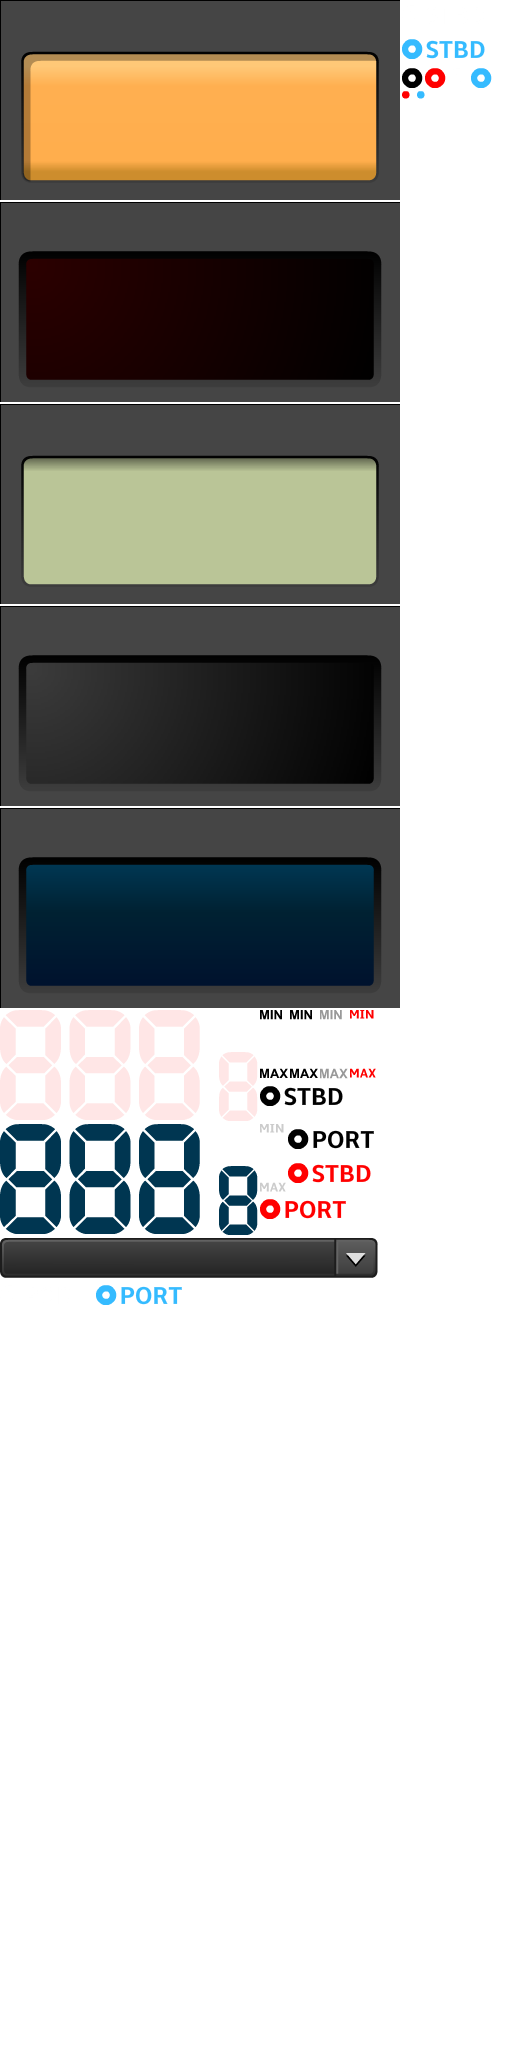 STBD
888 8
MIN MIN MIN MIN
MAX MAX MAX MAX
STBD
888 8
MIN
PORT
STBD
MAX
PORT
PORT